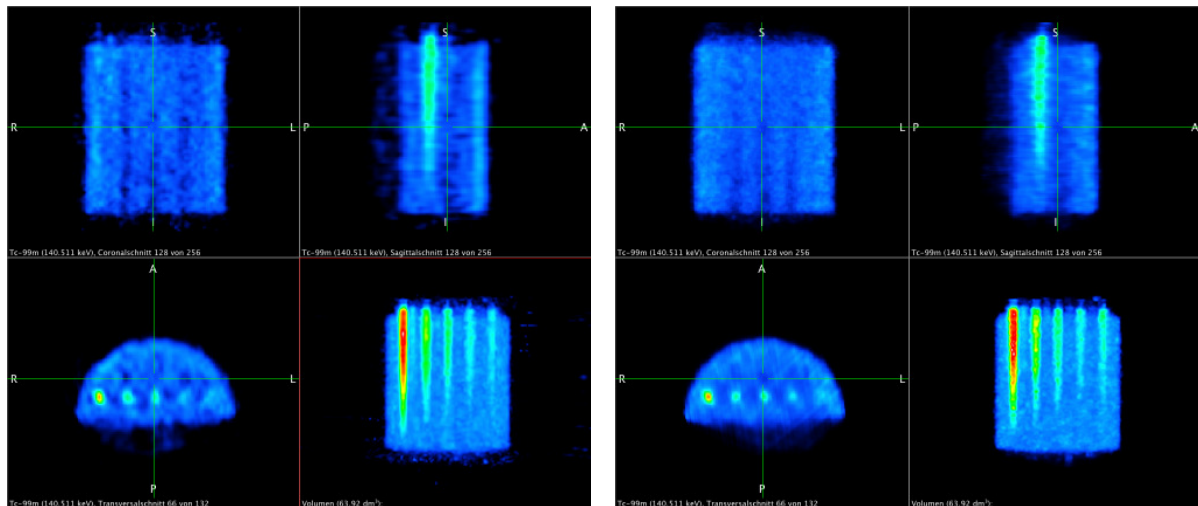 S
R
L
I
Tc-99m (140.511 keV), Coronalschnitt 128 von 256
S
P
A
I
Tc-99m (140.511 keV), Sagittalschnitt 128 von 256
A
R
L
P
Tc-99m (140.511 keV), Transversalschnitt 66 von 132
Volumen (63.92 dm³):
S
R
L
I
Tc-99m (140.511 keV), Coronalschnitt 128 von 256
S
P
A
I
Tc-99m (140.511 keV), Sagittalschnitt 128 von 256
A
R
L
P
Tc-99m (140.511 keV), Transversalschnitt 66 von 132
Volumen (63.92 dm³):